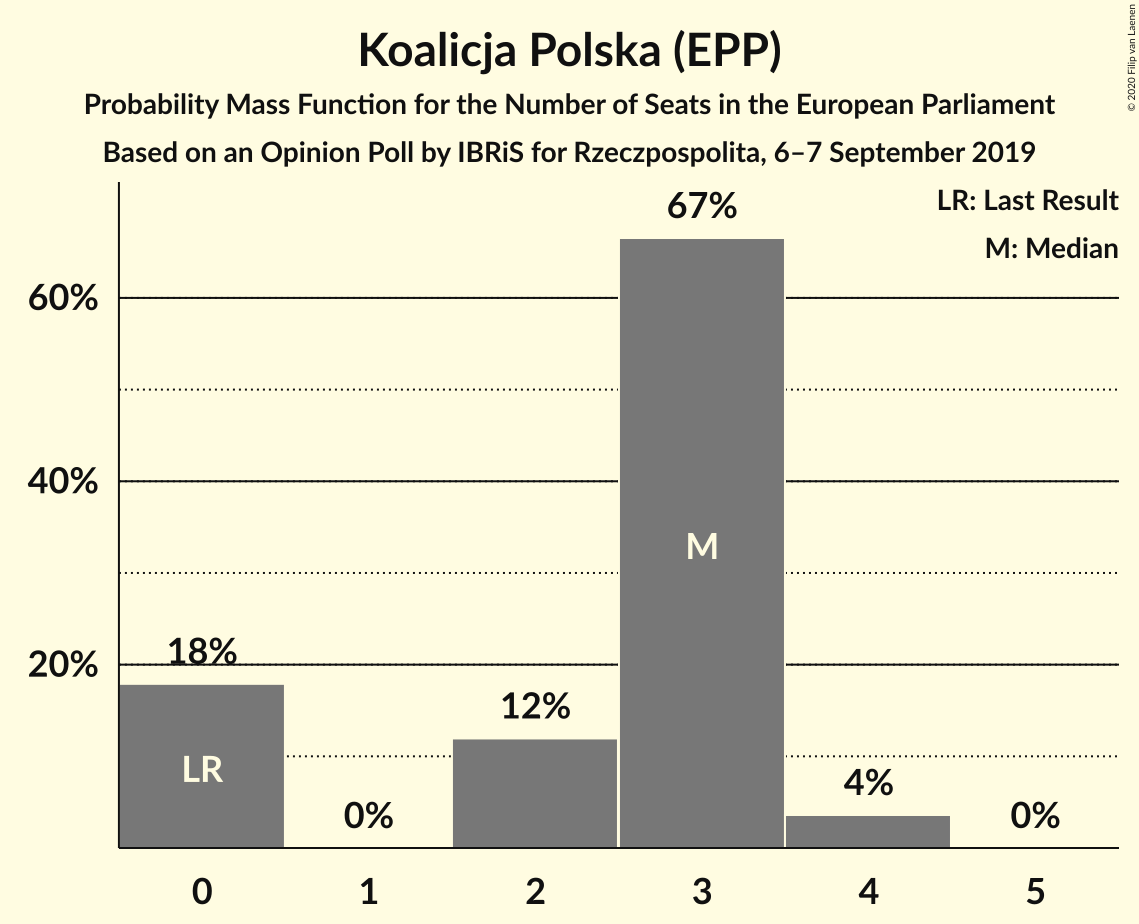 Koalicja Polska (EPP)
Probability Mass Function for the Number of Seats in the European Parliament
Based on an Opinion Poll by IBRiS for Rzeczpospolita, 6–7 September 2019
© 2020 Filip van Laenen
LR: Last Result
M: Median
67%
60%
40%
M
20%
18%
12%
LR
4%
0%
0%
0 1 2 3 4 5